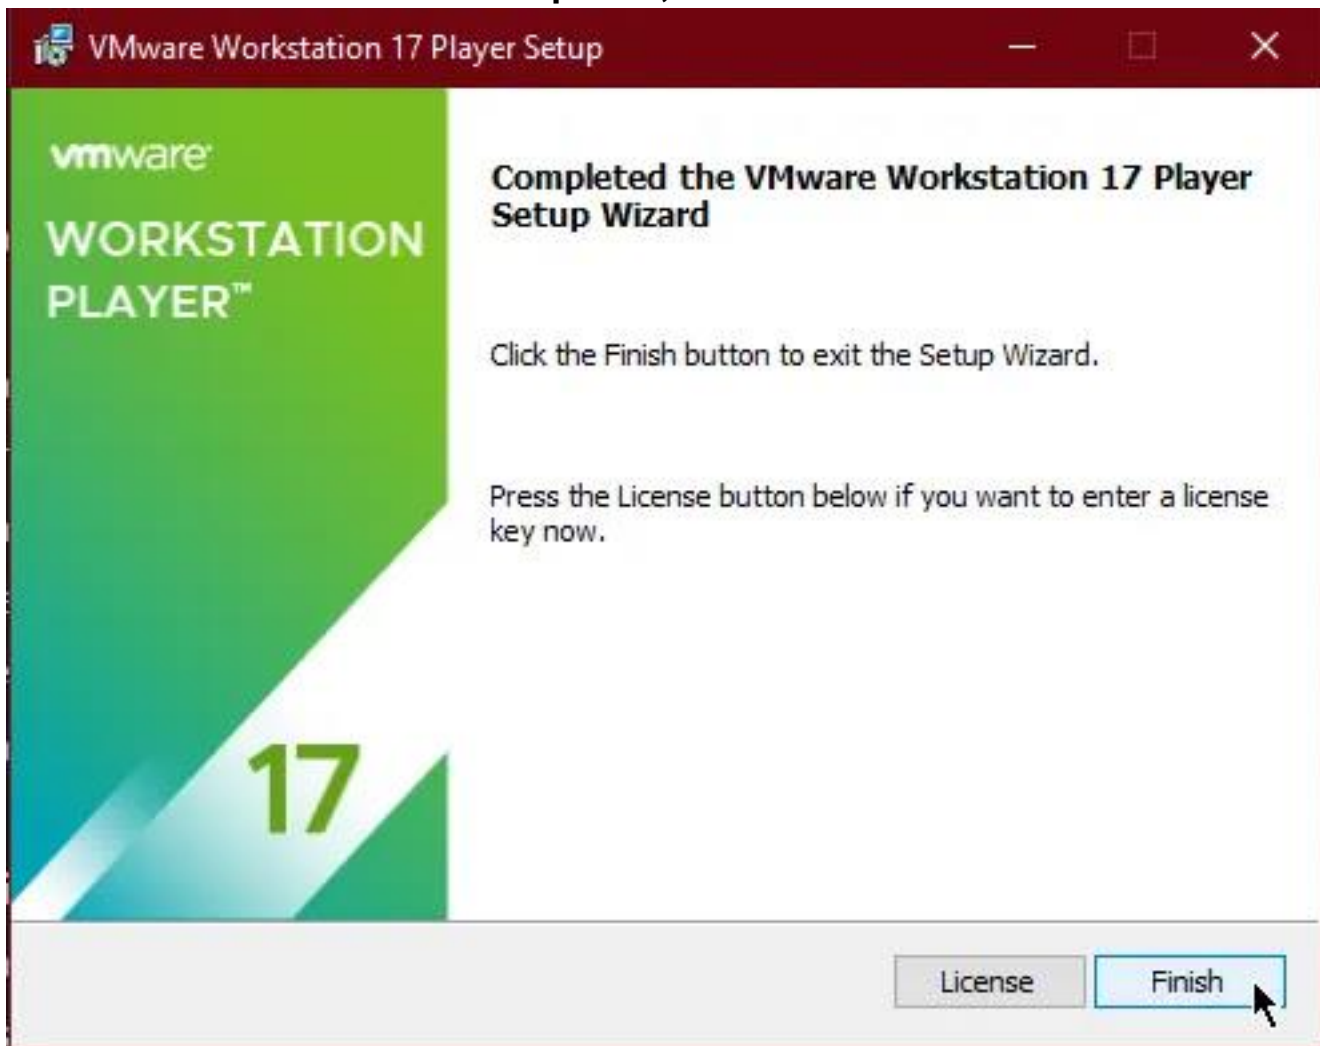 VMware Workstation 17 Player Setup
vmware
WORKSTATION
PLAYER™
Completed the VMware Workstation 17 Player
Setup Wizard
Click the Finish button to exit the Setup Wizard.
Press the License button below if you want to enter a license
key now.
17
License
Finish